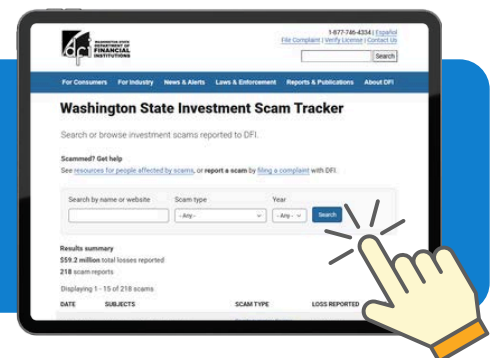 WASHINGTON STATE
DEPARTMENT OF
FINANCIAL
INSTITUTIONS
dfi
1-877-746-4334 | Español
File Complaint | Verify License | Contact Us
Search
For Consumers For Industry News & Alerts Laws & Enforcement Reports & Publications About DFI
Washington State Investment Scam Tracker
Search or browse investment scams reported to DFI.
Scammed? Get help
See resources for people affected by scams, or report a scam by filing a complaint with DFI.
Search by name or website Scam type Year
- Any - - Any - Search
Results summary
$59.2 million total losses reported
218 scam reports
Displaying 1 - 15 of 218 scams
DATE SUBJECTS SCAM TYPE LOSS REPORTED